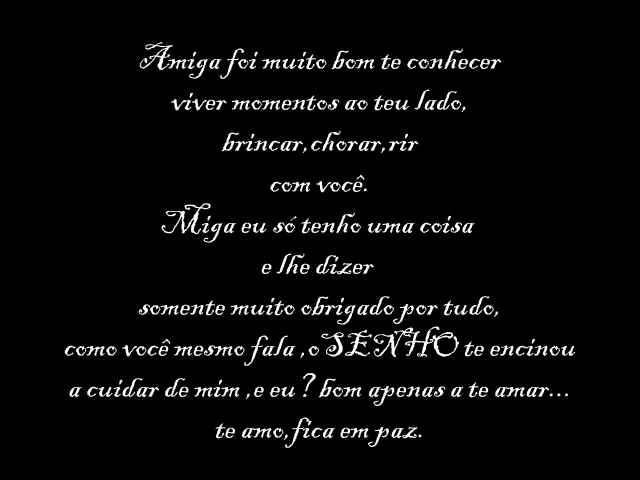 Amiga foi muito bom te conhecer
viver momentos ao teu lado,
brincar,chorar,rir
com você.
Miga eu só tenho uma coisa
e lhe dizer
somente muito obrigado por tudo,
como você mesmo fala ,o SENHO te encinou
a cuidar de mim ,e eu ? bom apenas a te amar...
te amo,fica em paz.